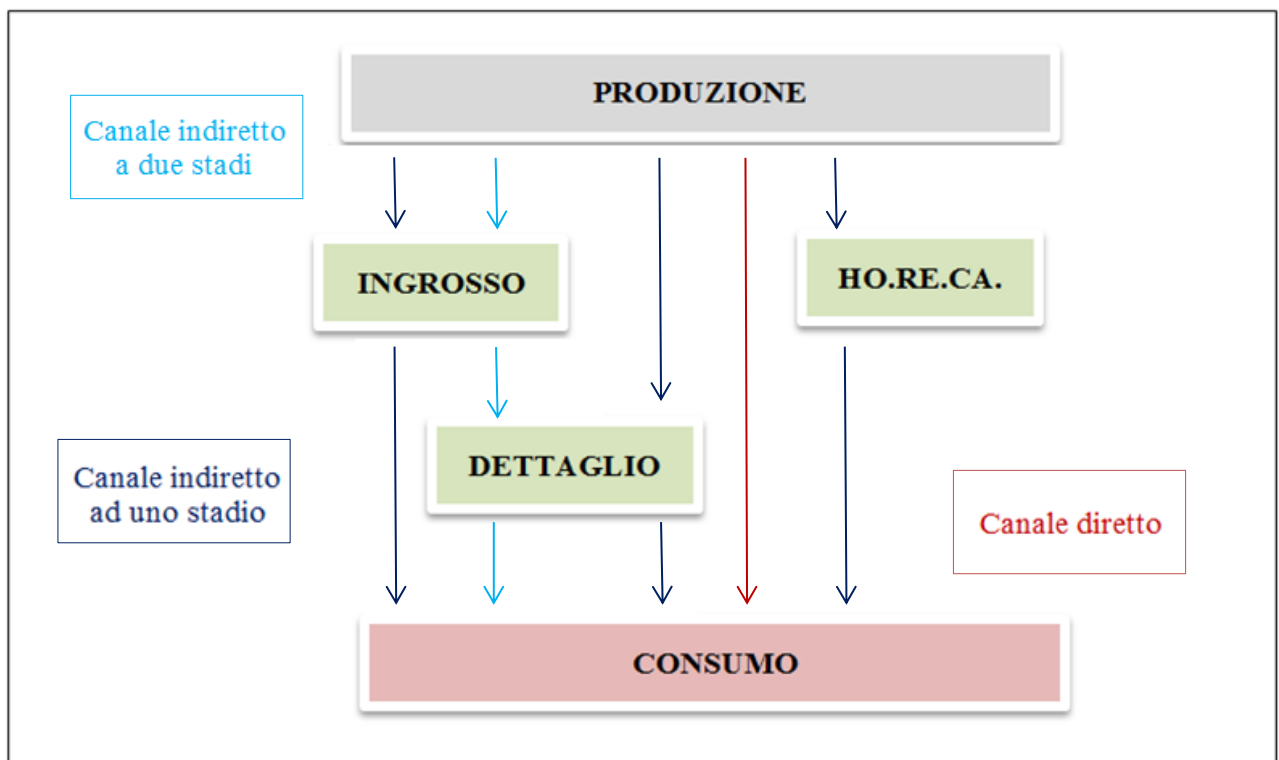 PRODUZIONE
Canale indiretto
a due stadi
INGROSSO
HO.RE.CA.
DETTAGLIO
Canale indiretto
ad uno stadio
Canale diretto
CONSUMO